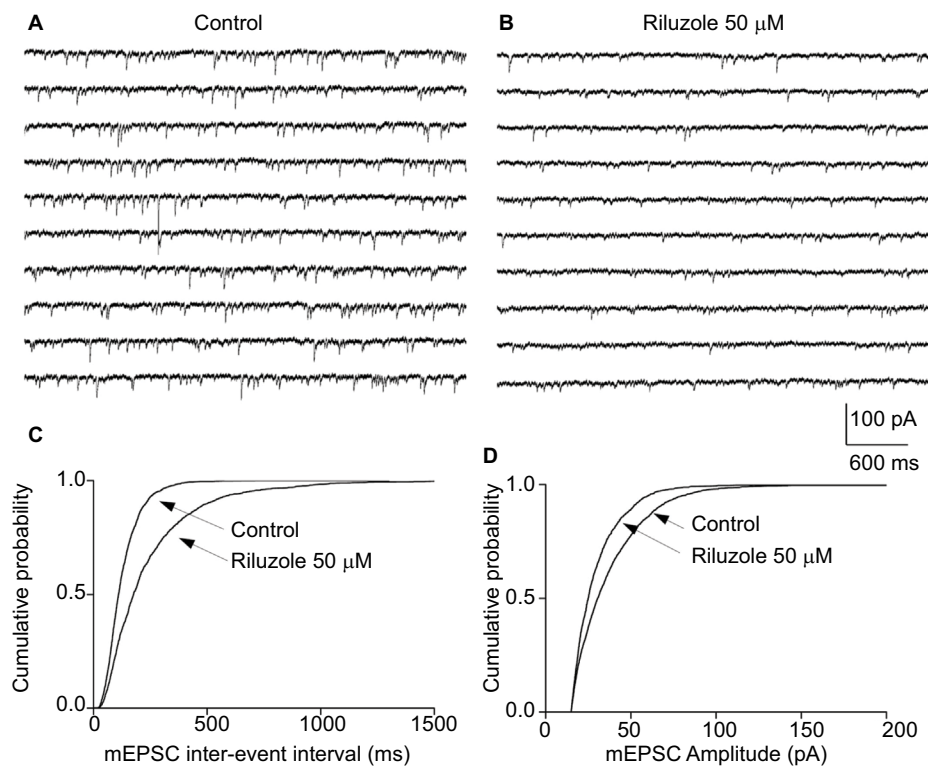 A
Control
B
Riluzole 50 μM
100 pA
600 ms
C
Cumulative probability
1.0
0.5
0.0
Control
Riluzole 50 μM
0
500
1000
1500
mEPSC inter-event interval (ms)
D
Cumulative probability
1.0
0.5
0.0
Control
Riluzole 50 μM
0
50
100
150
200
mEPSC Amplitude (pA)